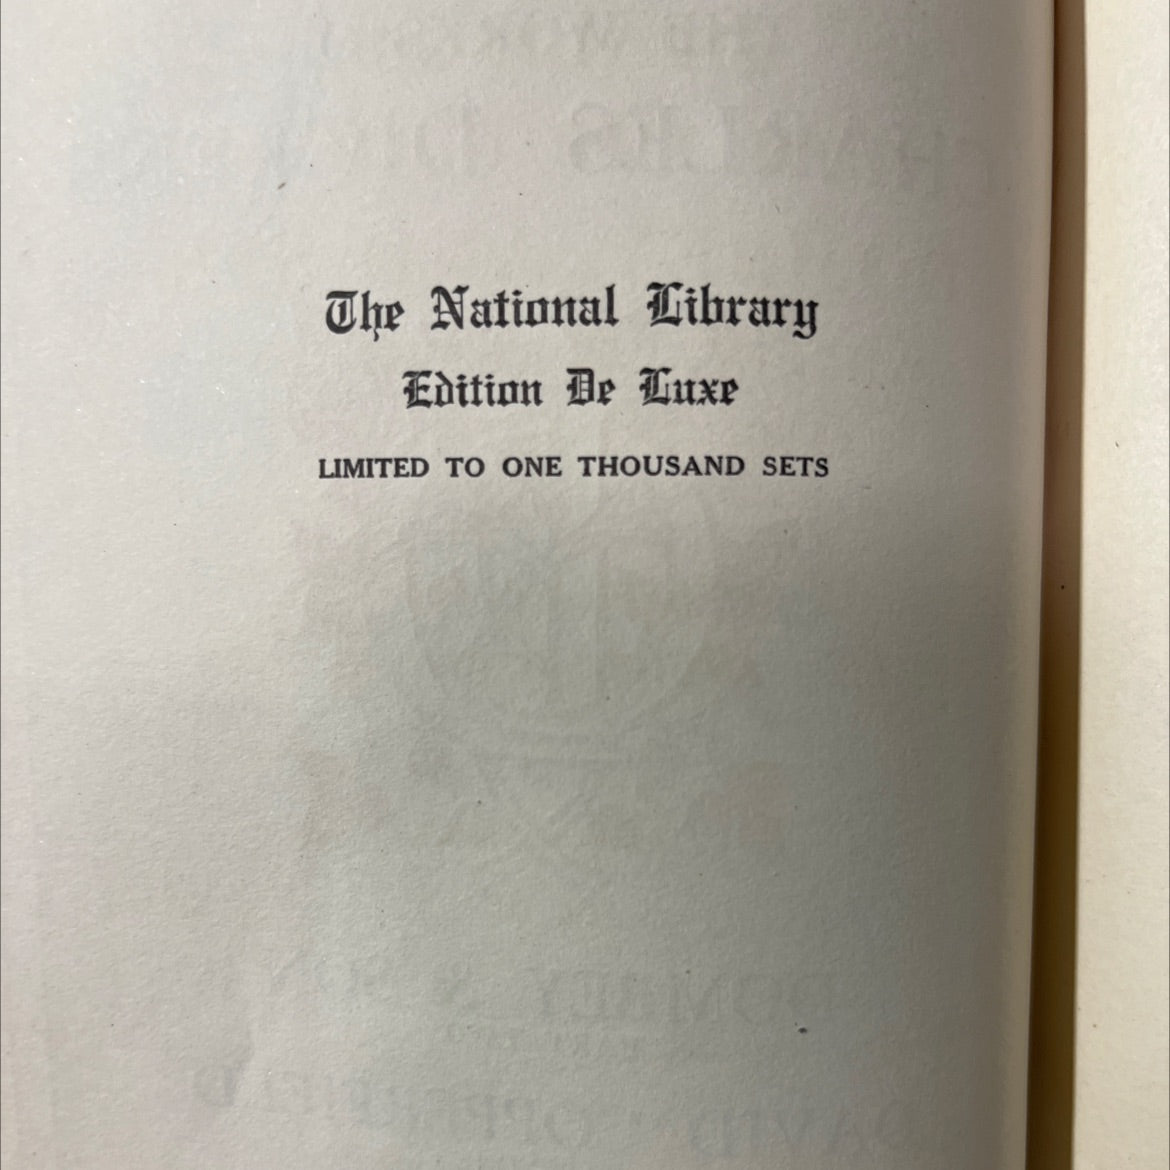 The National Library
Edition De Luxe
LIMITED TO ONE THOUSAND SETS